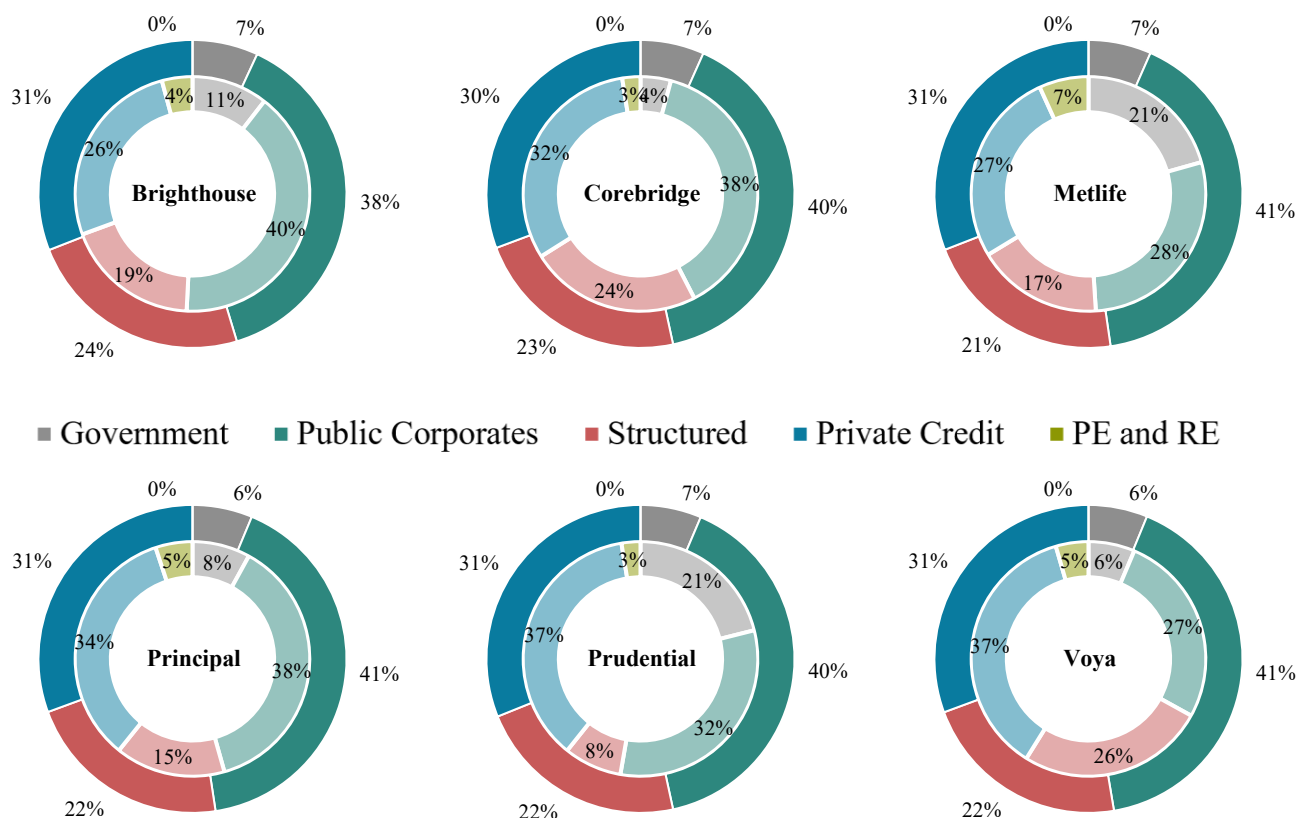 0% 7% 0% 7% 0% 7%
31% 4% 11% 30% 3% 4% 31% 7% 21%
26% 32% 27%
Brighthouse 38% Corebridge 38% 40% Metlife 41%
40% 28%
19% 24% 17%
24% 23% 21%
Government Public Corporates Structured Private Credit PE and RE
0% 6% 0% 7% 0% 6%
31% 5% 8% 31% 3% 21% 31% 5% 6%
34% 37% 37% 27%
Principal 38% 41% Prudential 40% Voya 41%
32%
15% 8% 26%
22% 22% 22%